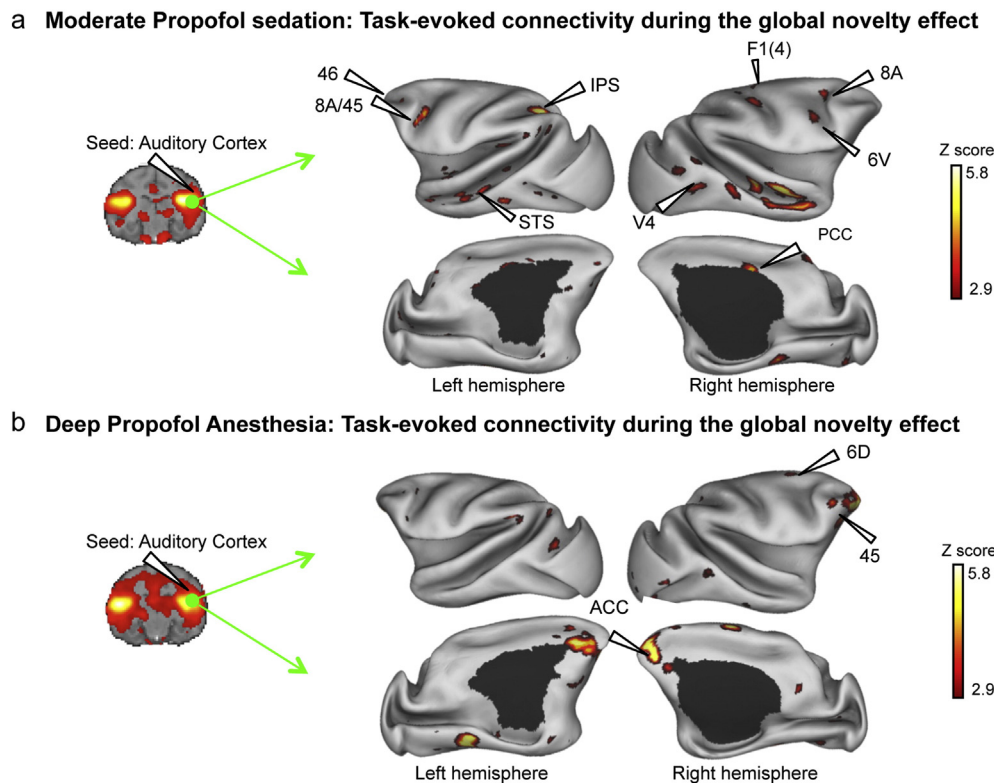 a Moderate Propofol sedation: Task-evoked connectivity during the global novelty effect
F1(4)
46
8A
8A/45
IPS
Seed: Auditory Cortex
6V
Z score
5.8
STS
V4
PCC
2.9
Left hemisphere
Right hemisphere
b Deep Propofol Anesthesia: Task-evoked connectivity during the global novelty effect
6D
Seed: Auditory Cortex
45
Z score
5.8
ACC
2.9
Left hemisphere
Right hemisphere